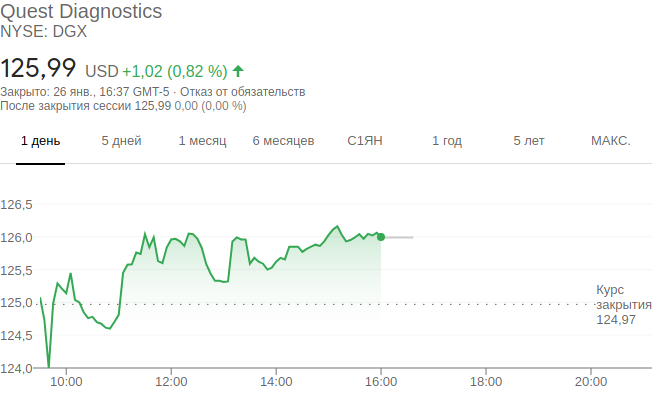 Quest Diagnostics
NYSE: DGX
125,99 USD +1,02 (0,82 %)
Закрыто: 26 янв., 16:37 GMT-5 · Отказ от обязательств
После закрытия сессии 125,99 0,00 (0,00 %)
1 день 5 дней 1 месяц 6 месяцев С1ЯН 1 год 5 лет МАКС.
126,5
126,0
125,5
125,0
124,5
124,0
Курс
закрытия
124,97
10:00 12:00 14:00 16:00 18:00 20:00